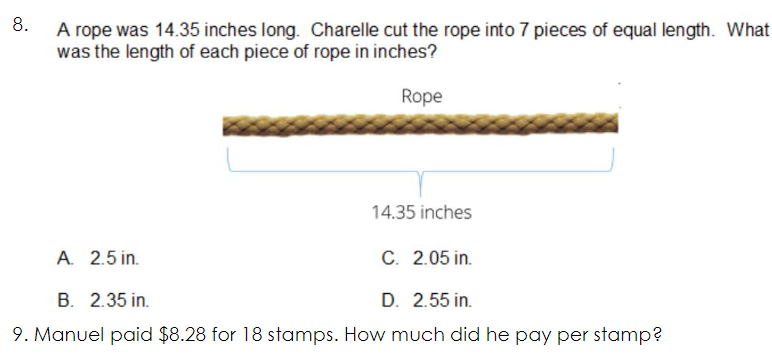 8. A rope was 14.35 inches long. Charelle cut the rope into 7 pieces of equal length. What
was the length of each piece of rope in inches?
Rope
14.35 inches
A. 2.5 in. C. 2.05 in.
B. 2.35 in. D. 2.55 in.
9. Manuel paid $8.28 for 18 stamps. How much did he pay per stamp?